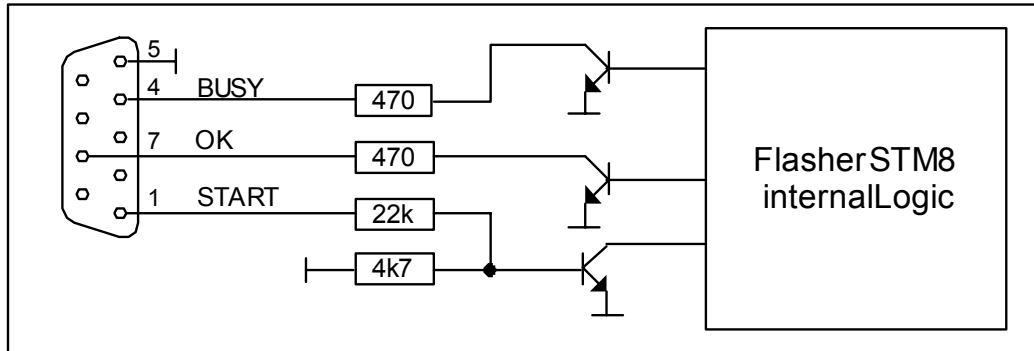 5
4 BUSY 470
7 OK 470
1 START 22k
4k7
FlasherSTM8
internalLogic